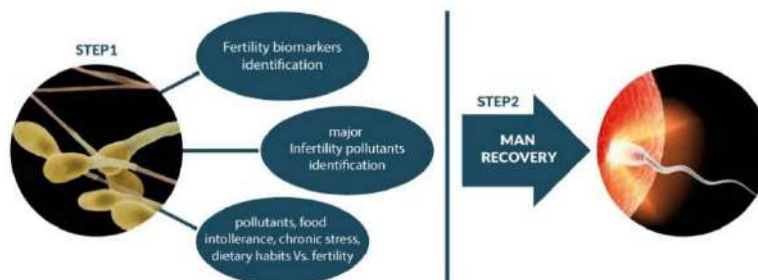 STEP1
Fertility biomarkers
identification
major
Infertility pollutants
identification
pollutants, food
intollerance, chronic stress,
dietary habits Vs. fertility
STEP2
MAN
RECOVERY